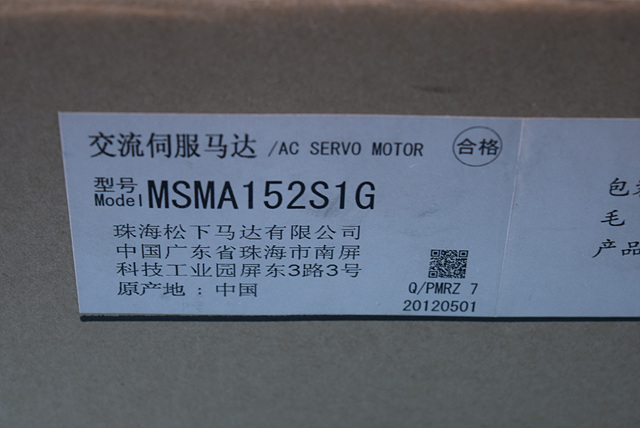 交流伺服马达 /AC SERVO MOTOR 合格
型号
Model MSMA152S1G
珠海松下马达有限公司
中国广东省珠海市南屏
科技工业园屏东3路3号
原产地：中国
Q/PMRZ 7
20120501
包
毛
产品